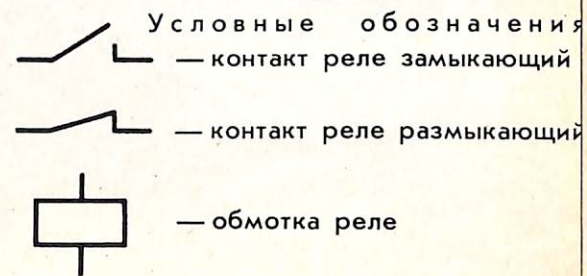 Условные обозначения
— контакт реле замыкающий
— контакт реле размыкающий
— обмотка реле